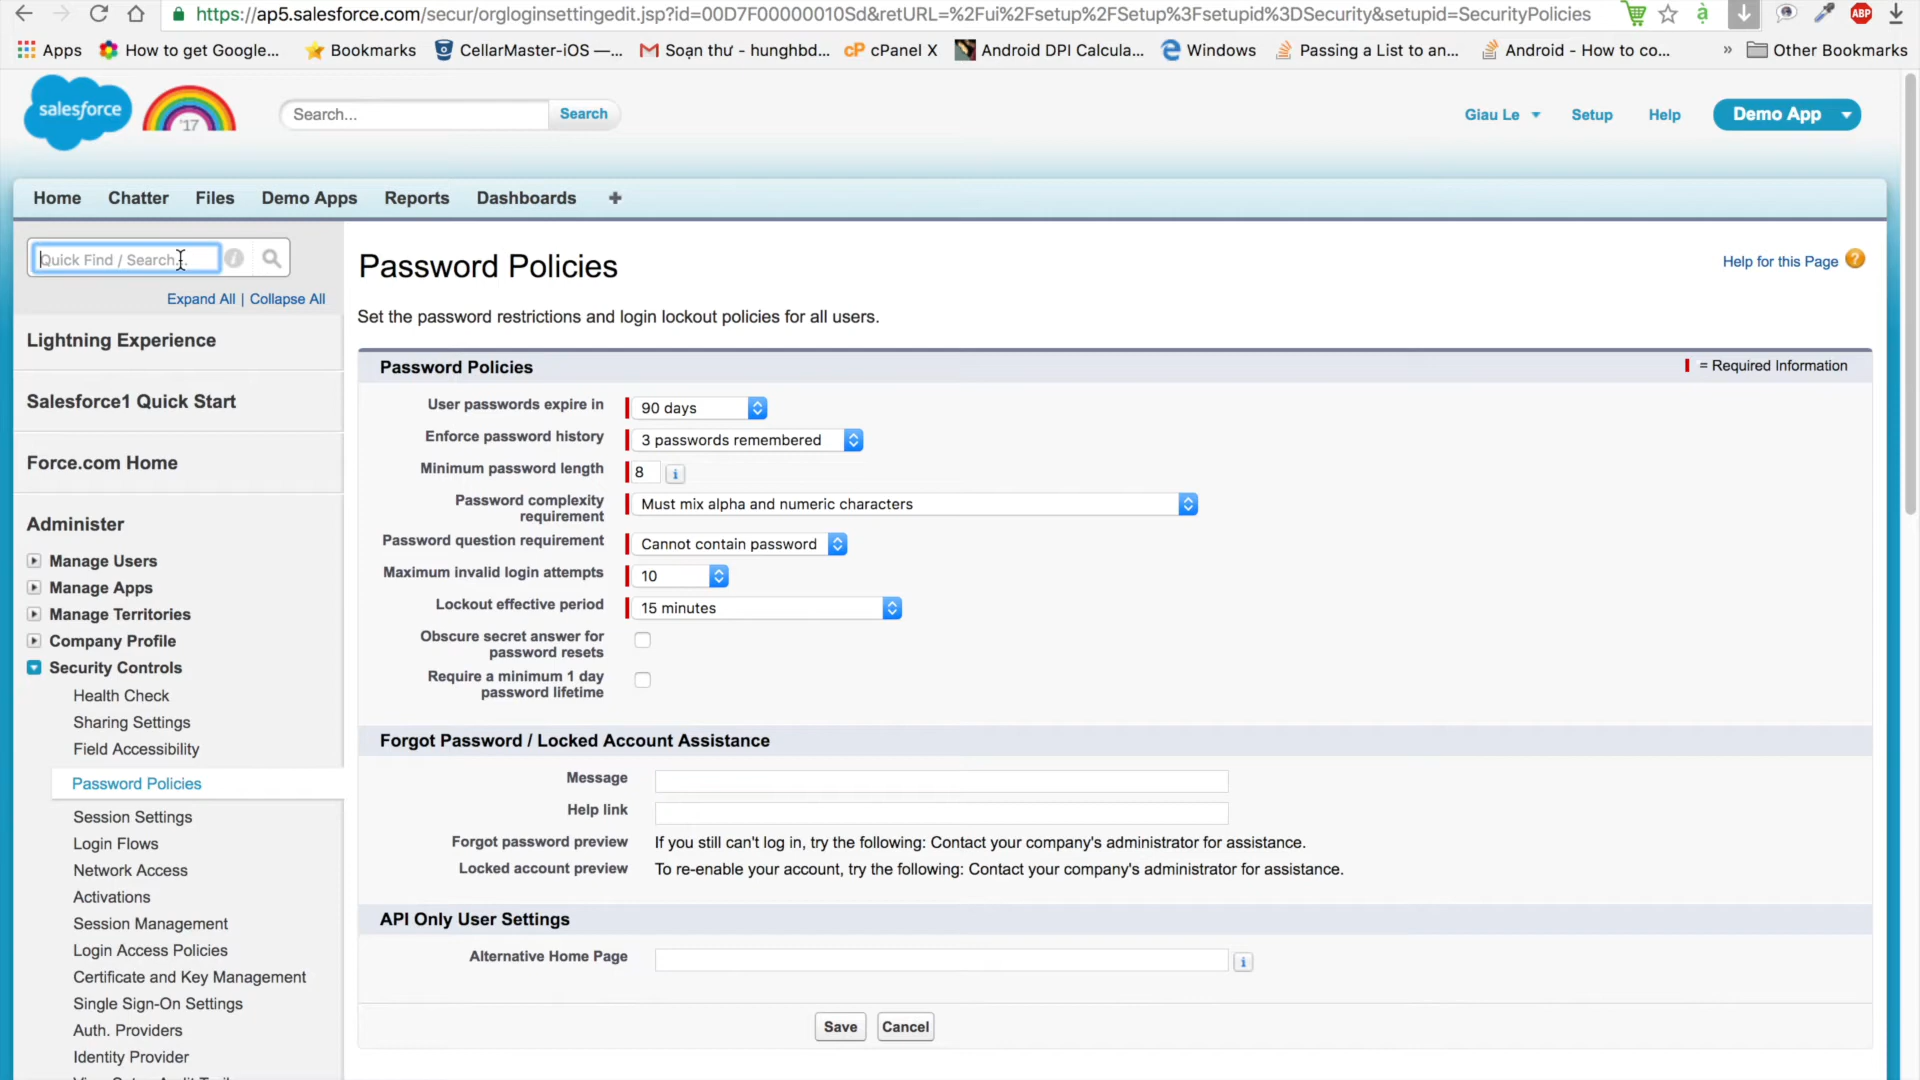 https://ap5.salesforce.com/secur/orgloginsettingedit.jsp?id=00D7F00000010Sd&retURL=%2Fui%2Fsetup%2FSetup%3Fsetupid%3DSecurity&setupid=SecurityPolicies
ABP
Apps How to get Google... Bookmarks CellarMaster-iOS —... Soạn thư - hunghbd... cPanel X Android DPI Calcula... Windows Passing a List to an... Android - How to co... » Other Bookmarks
salesforce '17 Search... Search Giau Le Setup Help Demo App
Home Chatter Files Demo Apps Reports Dashboards +
Quick Find / Search...
Expand All | Collapse All
Lightning Experience
Salesforce1 Quick Start
Force.com Home
Administer
Manage Users
Manage Apps
Manage Territories
Company Profile
Security Controls
Health Check
Sharing Settings
Field Accessibility
Password Policies
Session Settings
Login Flows
Network Access
Activations
Session Management
Login Access Policies
Certificate and Key Management
Single Sign-On Settings
Auth. Providers
Identity Provider
Password Policies
Help for this Page ?
Set the password restrictions and login lockout policies for all users.
Password Policies
= Required Information
User passwords expire in 90 days
Enforce password history 3 passwords remembered
Minimum password length 8 i
Password complexity
requirement Must mix alpha and numeric characters
Password question requirement Cannot contain password
Maximum invalid login attempts 10
Lockout effective period 15 minutes
Obscure secret answer for
password resets
Require a minimum 1 day
password lifetime
Forgot Password / Locked Account Assistance
Message
Help link
Forgot password preview If you still can't log in, try the following: Contact your company's administrator for assistance.
Locked account preview To re-enable your account, try the following: Contact your company's administrator for assistance.
API Only User Settings
Alternative Home Page i
Save Cancel